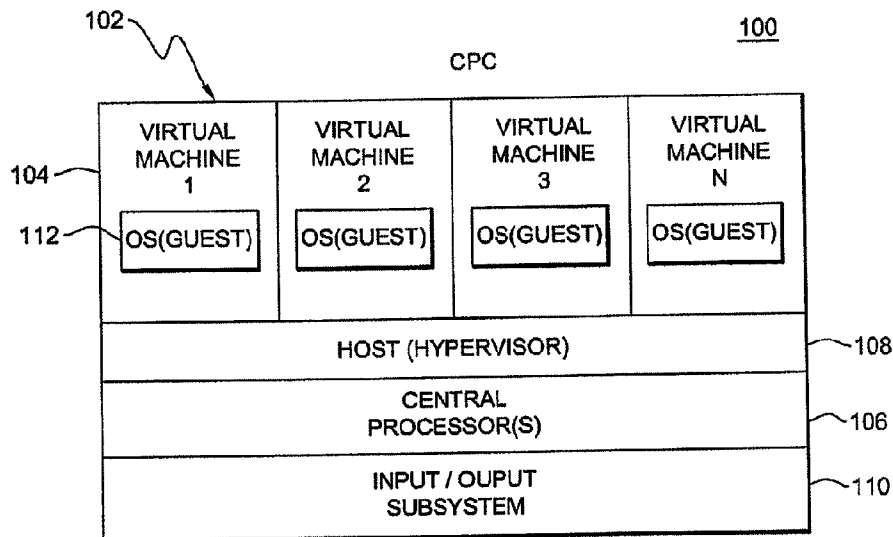 102
100
CPC
VIRTUAL
MACHINE
1
VIRTUAL
MACHINE
2
VIRTUAL
MACHINE
3
VIRTUAL
MACHINE
N
104
112
OS(GUEST)
OS(GUEST)
OS(GUEST)
OS(GUEST)
HOST (HYPERVISOR)
108
CENTRAL
PROCESSOR(S)
106
INPUT / OUPUT
SUBSYSTEM
110